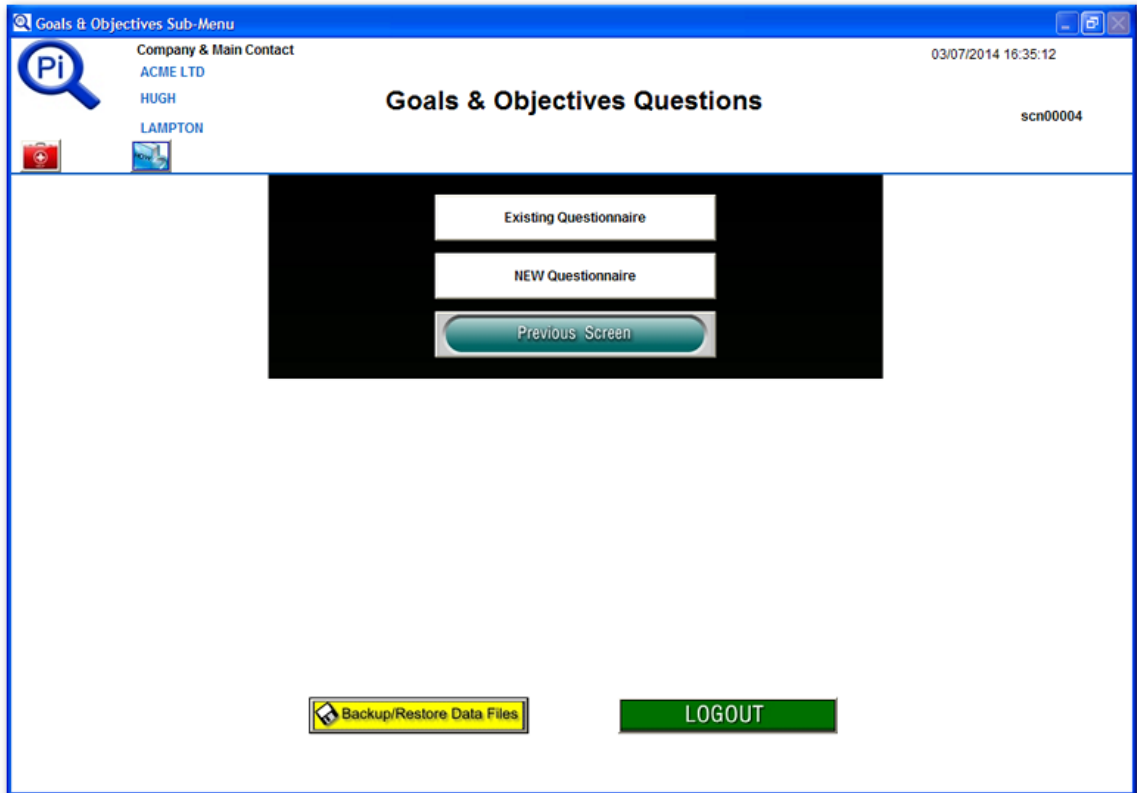 Goals & Objectives Sub-Menu
Pi
Company & Main Contact
ACME LTD
HUGH
LAMPTON
Goals & Objectives Questions
03/07/2014 16:35:12
scn00004
Existing Questionnaire
NEW Questionnaire
Previous Screen
Backup/Restore Data Files
LOGOUT